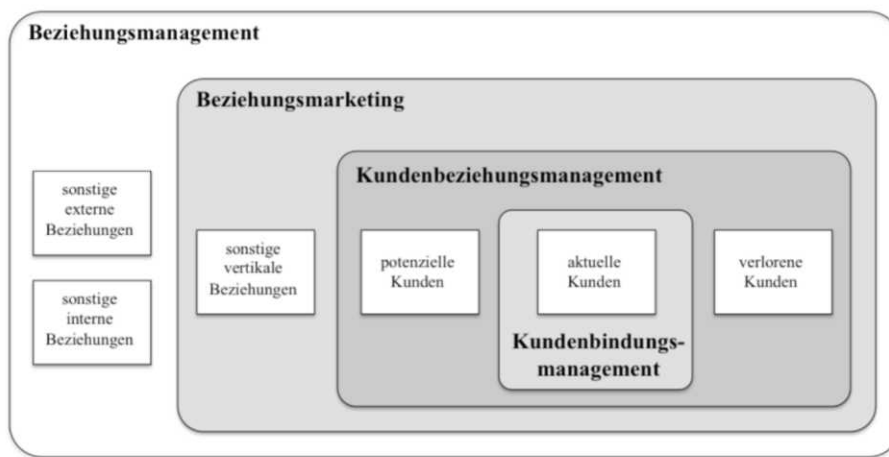 Beziehungsmanagement
Beziehungsmarketing
Kundenbeziehungsmanagement
sonstige
externe
Beziehungen
sonstige
interne
Beziehungen
sonstige
vertikale
Beziehungen
potenzielle
Kunden
aktuelle
Kunden
verlorene
Kunden
Kundenbindungs-
management